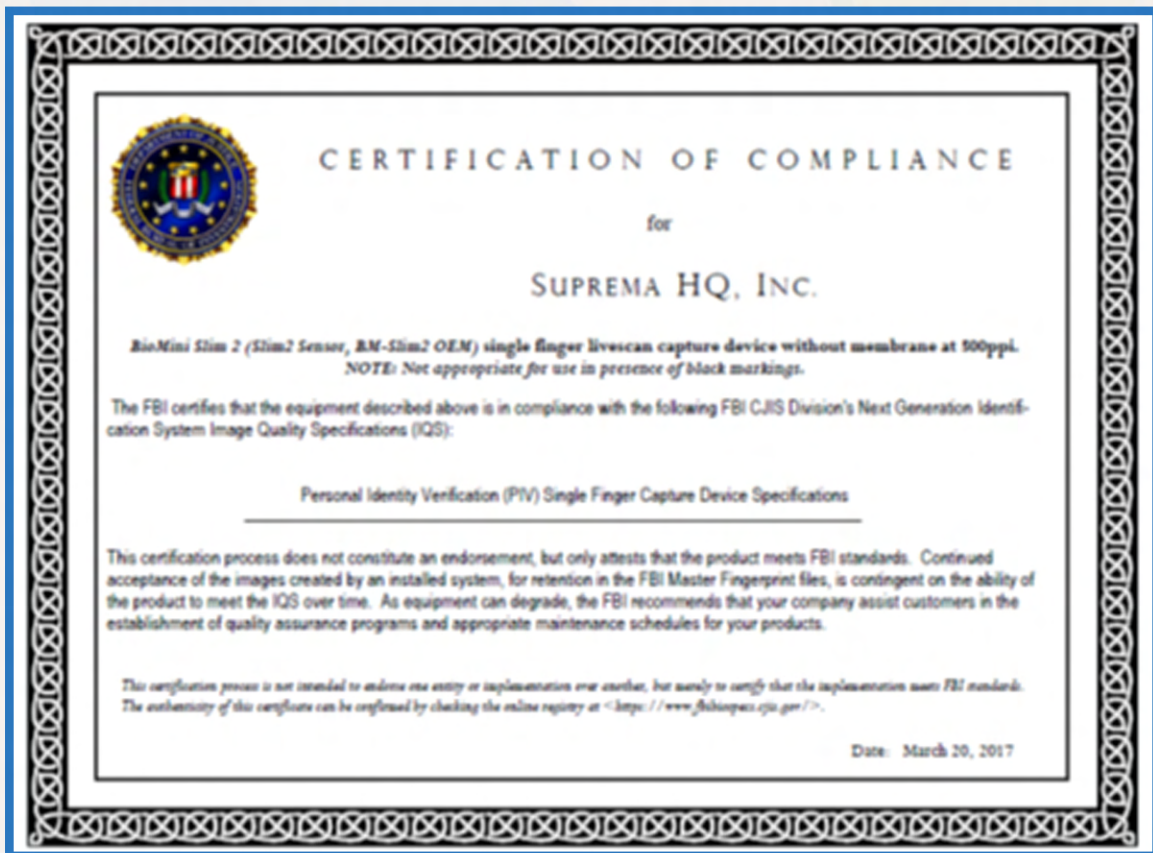 CERTIFICATION OF COMPLIANCE
for
SUPREMA HQ, INC.
BioMini Slim 2 (Slim2 Sensor, BM-Slim2 OEM) single finger livescan capture device without membrane at 500ppi.
NOTE: Not appropriate for use in presence of black markings.
The FBI certifies that the equipment described above is in compliance with the following FBI CJIS Division's Next Generation Identifi-
cation System Image Quality Specifications (IQS):
Personal Identity Verification (PIV) Single Finger Capture Device Specifications
This certification process does not constitute an endorsement, but only attests that the product meets FBI standards. Continued
acceptance of the images created by an installed system, for retention in the FBI Master Fingerprint files, is contingent on the ability of
the product to meet the IQS over time. As equipment can degrade, the FBI recommends that your company assist customers in the
establishment of quality assurance programs and appropriate maintenance schedules for your products.
This certification process is not intended to endorse one entity or implementation over another, but merely to certify that the implementation meets FBI standards.
The authenticity of this certificate can be confirmed by checking the online registry at <https://www.fbibiospecs.cjis.gov/>.
Date: March 20, 2017